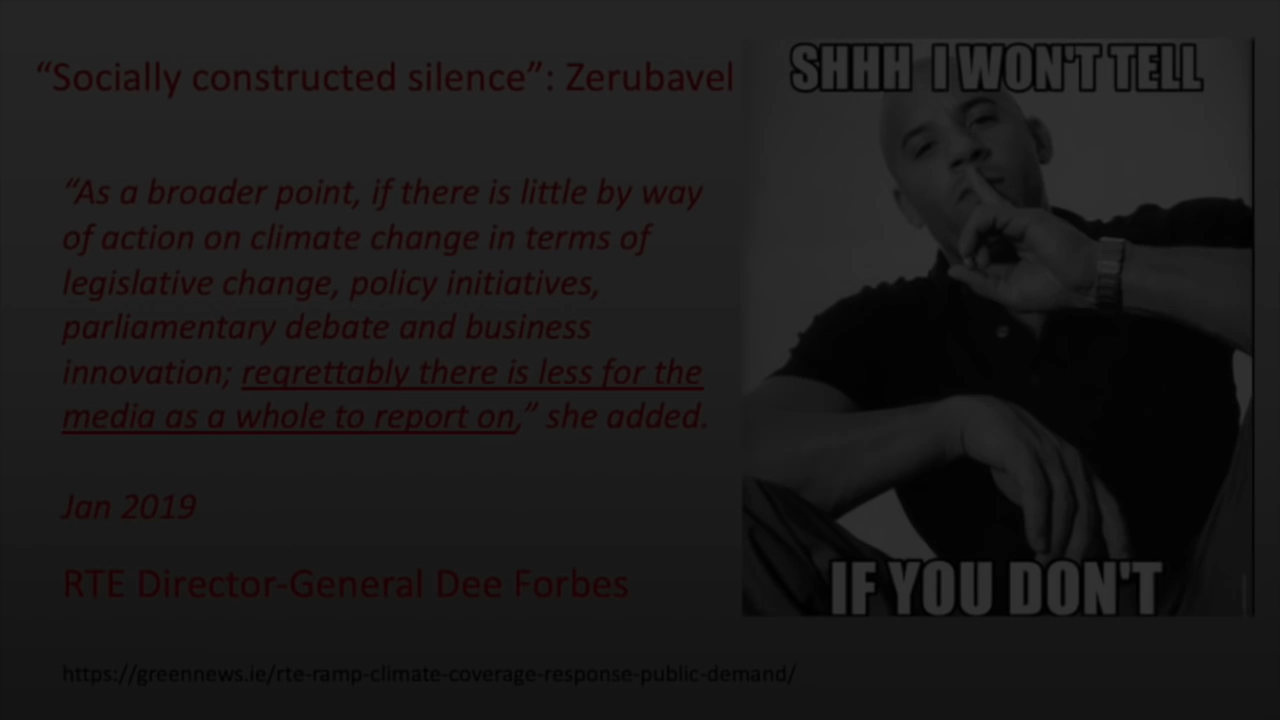 “Socially constructed silence”: Zerubavel
“As a broader point, if there is little by way
of action on climate change in terms of
legislative change, policy initiatives,
parliamentary debate and business
innovation; regrettably there is less for the
media as a whole to report on,” she added.
Jan 2019
RTE Director-General Dee Forbes
https://greennews.ie/rte-ramp-climate-coverage-response-public-demand/
SHHH I WON'T TELL
IF YOU DON'T